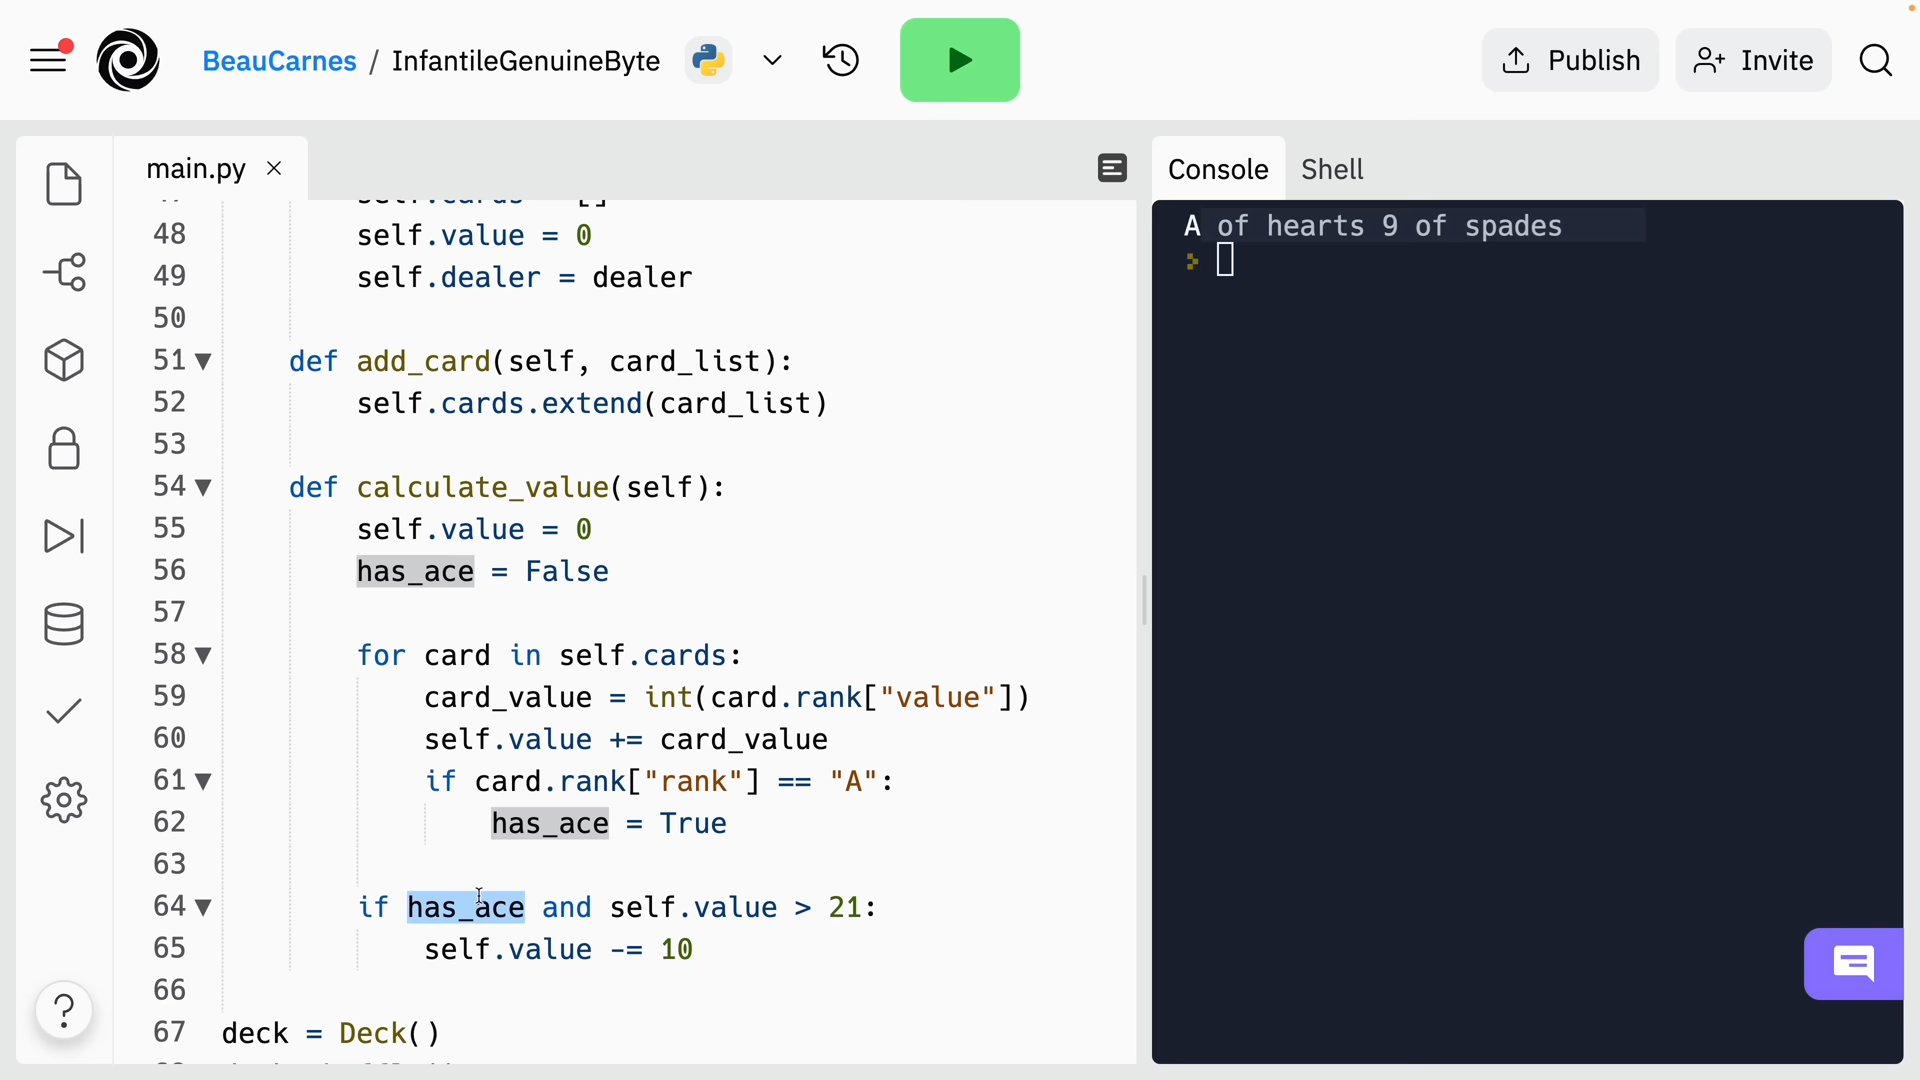 BeauCarnes / InfantileGenuineByte
Publish
Invite
main.py
Console
Shell
48 self.value = 0
49 self.dealer = dealer
50
51 def add_card(self, card_list):
52 self.cards.extend(card_list)
53
54 def calculate_value(self):
55 self.value = 0
56 has_ace = False
57
58 for card in self.cards:
59 card_value = int(card.rank["value"])
60 self.value += card_value
61 if card.rank["rank"] == "A":
62 has_ace = True
63
64 if has_ace and self.value > 21:
65 self.value -= 10
66
67 deck = Deck()
A of hearts 9 of spades
?